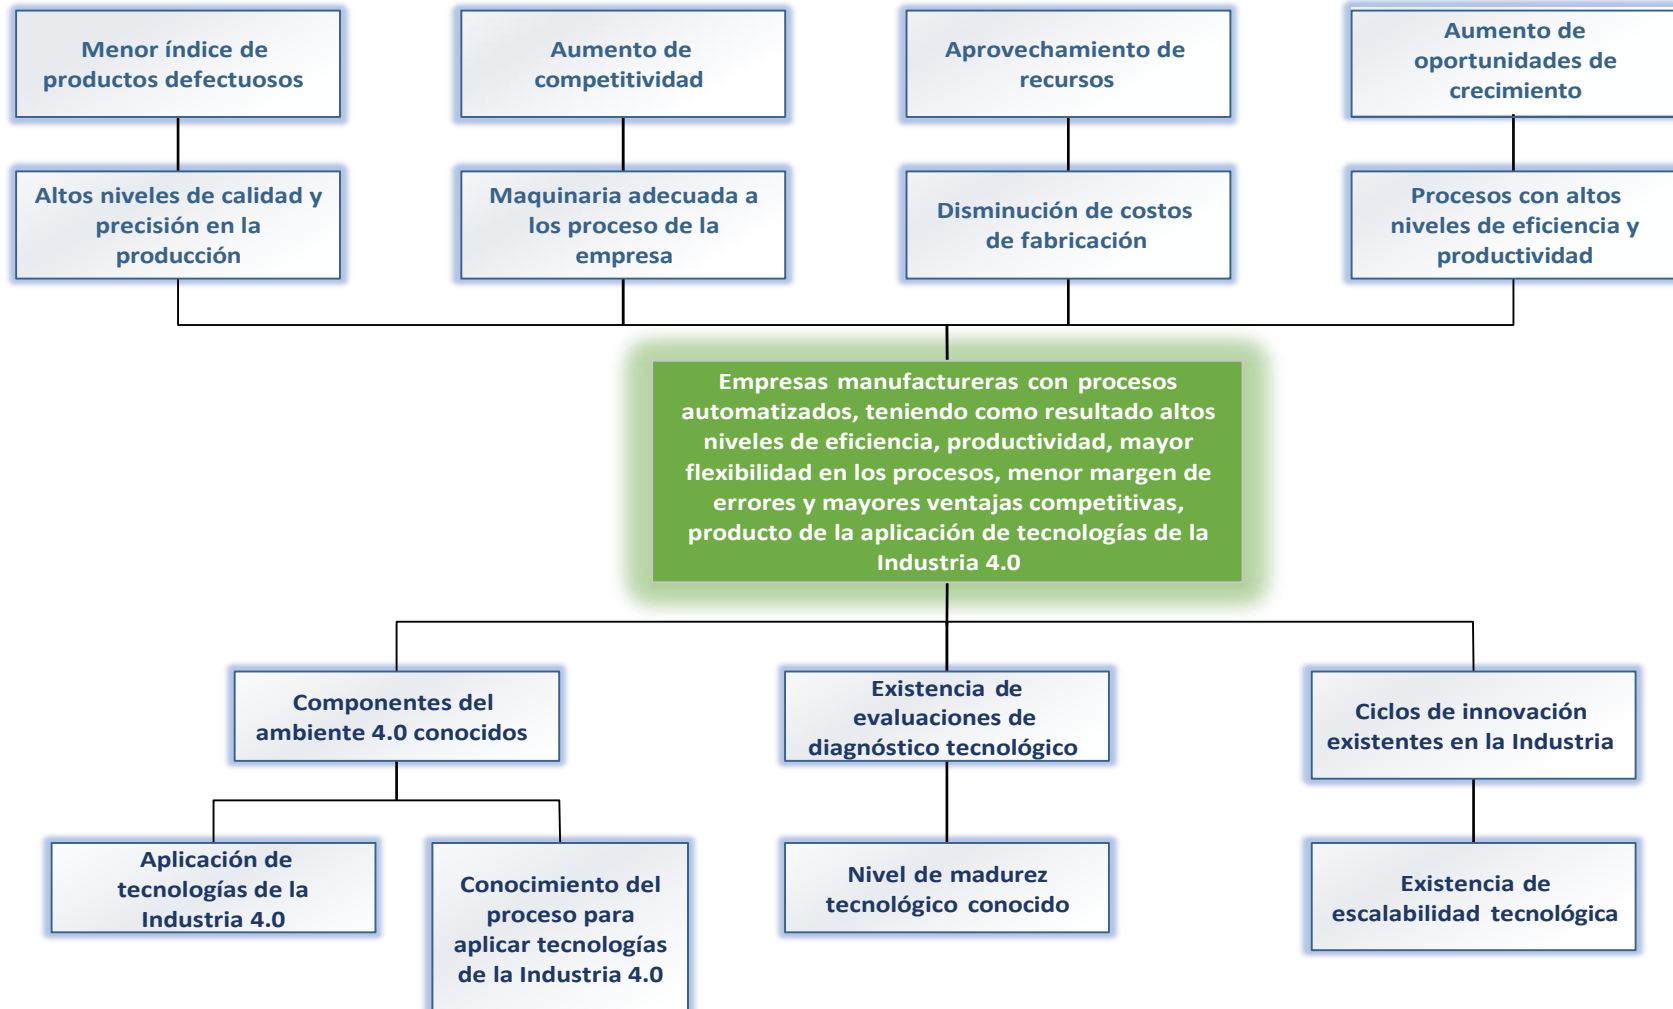 Menor índice de
productos defectuosos
Aumento de
competitividad
Aprovechamiento de
recursos
Aumento de
oportunidades de
crecimiento
Altos niveles de calidad y
precisión en la
producción
Maquinaria adecuada a
los proceso de la
empresa
Disminución de costos
de fabricación
Procesos con altos
niveles de eficiencia y
productividad
Empresas manufactureras con procesos
automatizados, teniendo como resultado altos
niveles de eficiencia, productividad, mayor
flexibilidad en los procesos, menor margen de
errores y mayores ventajas competitivas,
producto de la aplicación de tecnologías de la
Industria 4.0
Componentes del
ambiente 4.0 conocidos
Existencia de
evaluaciones de
diagnóstico tecnológico
Ciclos de innovación
existentes en la Industria
Aplicación de
tecnologías de la
Industria 4.0
Conocimiento del
proceso para
aplicar tecnologías
de la Industria 4.0
Nivel de madurez
tecnológico conocido
Existencia de
escalabilidad tecnológica